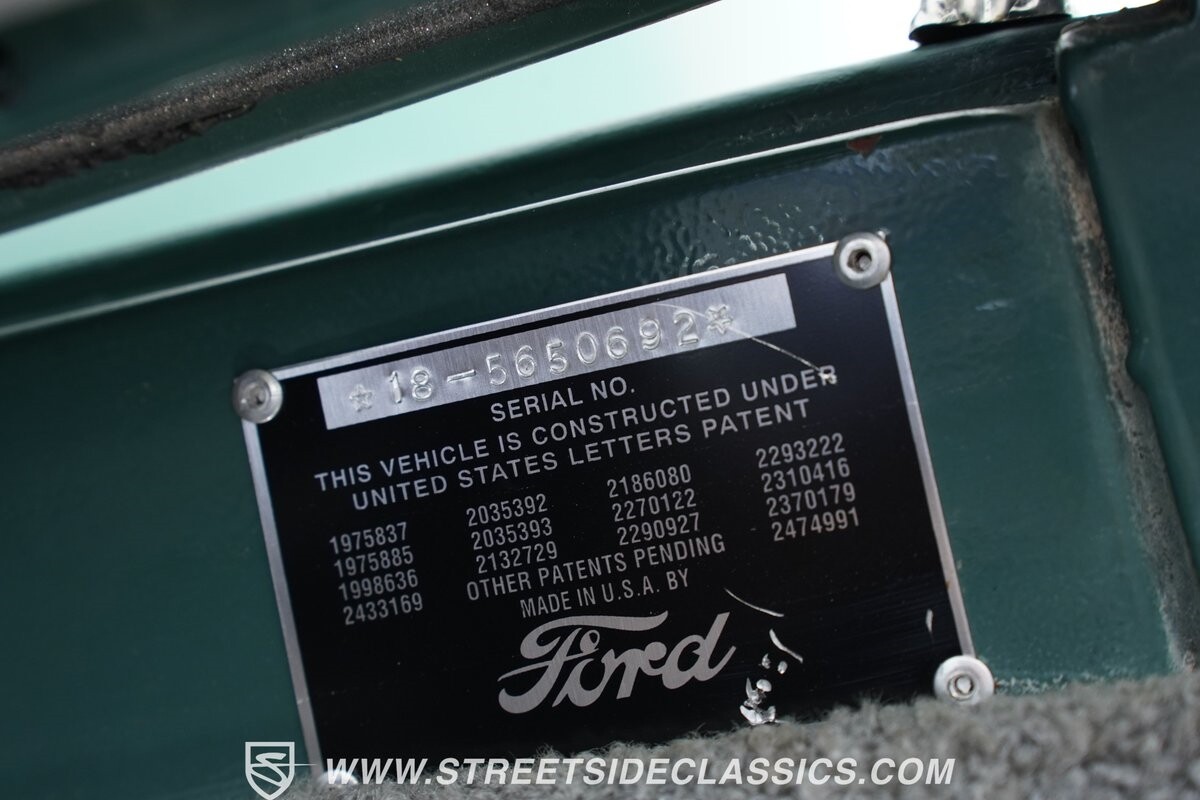 *18-5650692*
SERIAL NO.
THIS VEHICLE IS CONSTRUCTED UNDER
UNITED STATES LETTERS PATENT
1975837 2035392 2186080 2293222
1975885 2035393 2270122 2310416
1998636 2132729 2290927 2370179
2433169 OTHER PATENTS PENDING 2474991
MADE IN U.S.A. BY
Ford
WWW.STREETSIDECLASSICS.COM